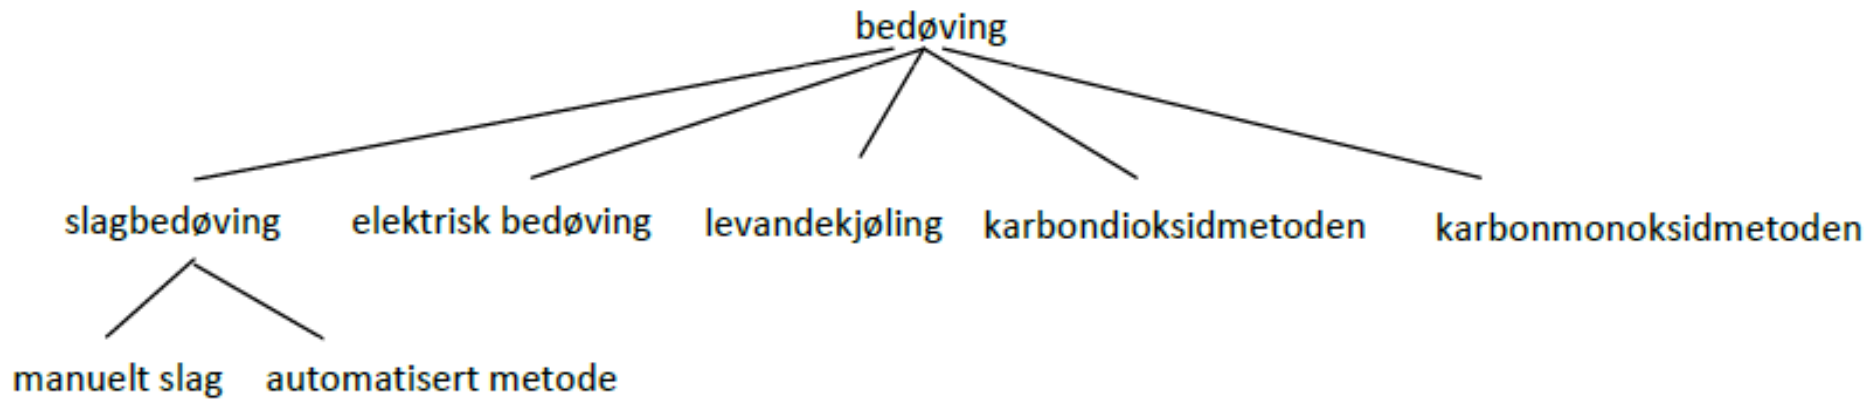 bedøving
slagbedøving elektrisk bedøving levandekjøling karbondioksidmetoden karbonmonoksidmetoden
manuelt slag automatisert metode